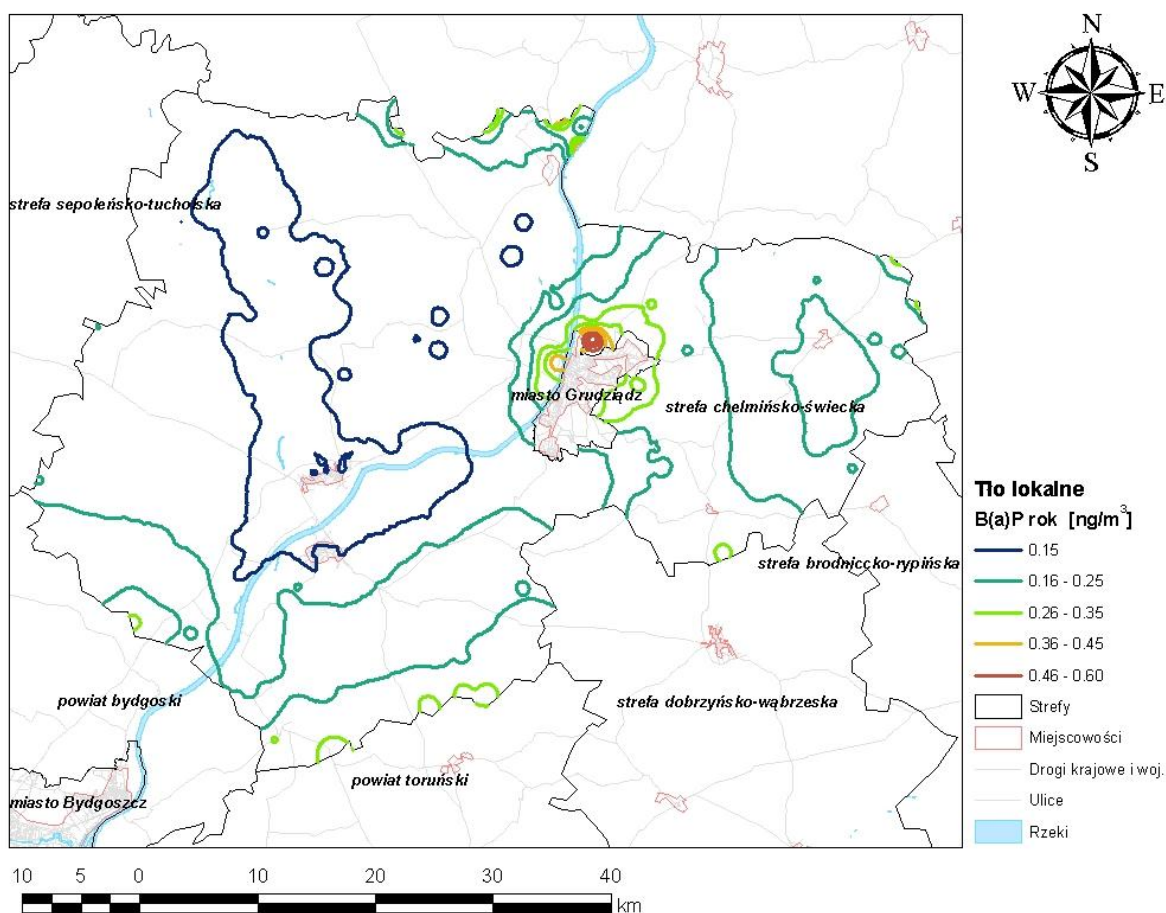 N
W E
S
strefa sepoleńsko-tucholska
miasto Grudziądz
strefa chelmińsko-świecka
Tło lokalne
B(a)P rok [ng/m³]
0.15
strefa brodniccko-rypińska
0.16 - 0.25
0.26 - 0.35
0.36 - 0.45
0.46 - 0.60
powiat bydgoski
strefa dobrzyńsko-wąbrzeska
Strefy
Miejscowości
Drogi krajowe i woj.
powiat toruński
miasto Bydgoszcz
Ulice
Rzeki
10 5 0 10 20 30 40
km